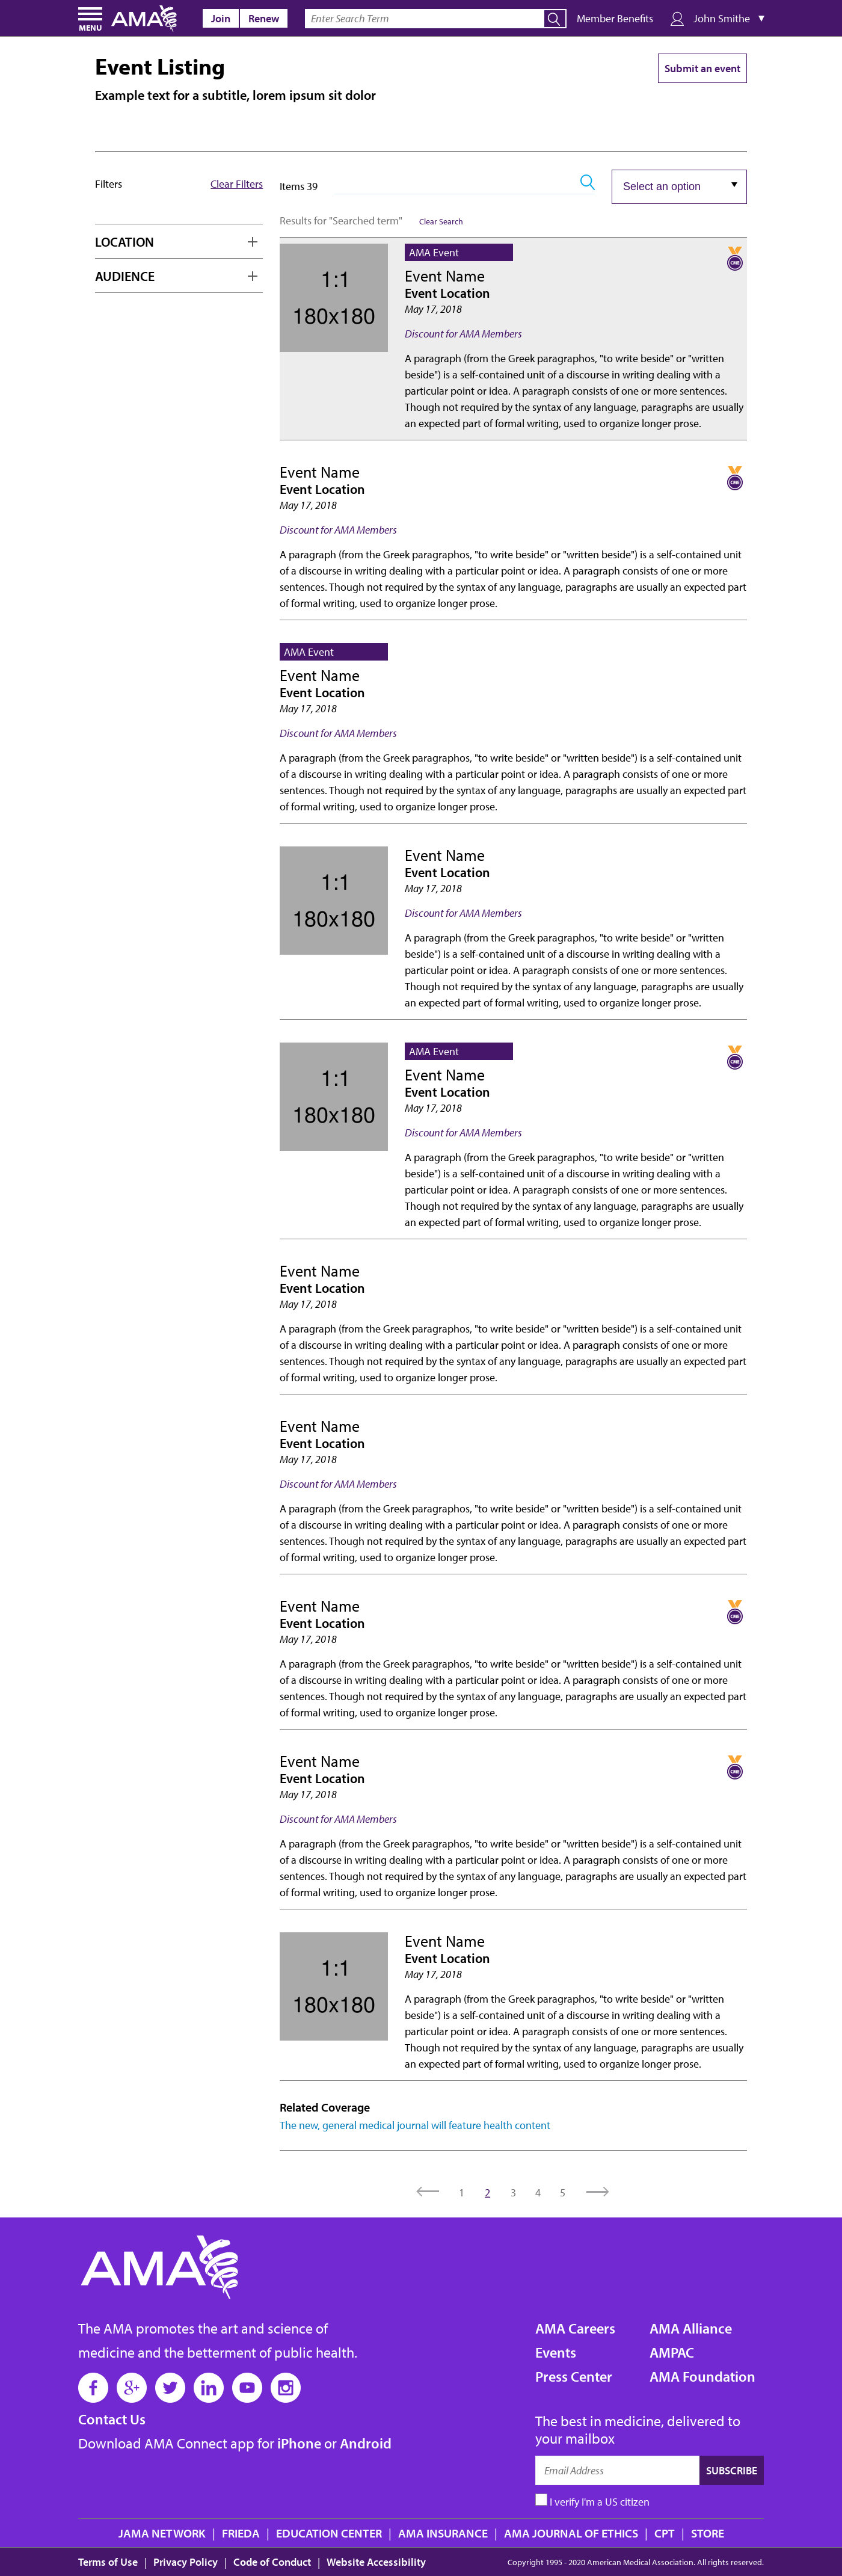 MENU
AMA
Join
Renew
Enter Search Term
Member Benefits
John Smithe
Event Listing
Submit an event
Example text for a subtitle, lorem ipsum sit dolor
Filters
Clear Filters
LOCATION
AUDIENCE
Items 39
Select an option
Results for "Searched term"
Clear Search
1:1
180x180
AMA Event
CME
Event Name
Event Location
May 17, 2018
Discount for AMA Members
A paragraph (from the Greek paragraphos, "to write beside" or "written
beside") is a self-contained unit of a discourse in writing dealing with a
particular point or idea. A paragraph consists of one or more sentences.
Though not required by the syntax of any language, paragraphs are usually
an expected part of formal writing, used to organize longer prose.
Event Name
CME
Event Location
May 17, 2018
Discount for AMA Members
A paragraph (from the Greek paragraphos, "to write beside" or "written beside") is a self-contained unit
of a discourse in writing dealing with a particular point or idea. A paragraph consists of one or more
sentences. Though not required by the syntax of any language, paragraphs are usually an expected part
of formal writing, used to organize longer prose.
AMA Event
Event Name
Event Location
May 17, 2018
Discount for AMA Members
A paragraph (from the Greek paragraphos, "to write beside" or "written beside") is a self-contained unit
of a discourse in writing dealing with a particular point or idea. A paragraph consists of one or more
sentences. Though not required by the syntax of any language, paragraphs are usually an expected part
of formal writing, used to organize longer prose.
1:1
180x180
Event Name
Event Location
May 17, 2018
Discount for AMA Members
A paragraph (from the Greek paragraphos, "to write beside" or "written
beside") is a self-contained unit of a discourse in writing dealing with a
particular point or idea. A paragraph consists of one or more sentences.
Though not required by the syntax of any language, paragraphs are usually
an expected part of formal writing, used to organize longer prose.
1:1
180x180
AMA Event
CME
Event Name
Event Location
May 17, 2018
Discount for AMA Members
A paragraph (from the Greek paragraphos, "to write beside" or "written
beside") is a self-contained unit of a discourse in writing dealing with a
particular point or idea. A paragraph consists of one or more sentences.
Though not required by the syntax of any language, paragraphs are usually
an expected part of formal writing, used to organize longer prose.
Event Name
Event Location
May 17, 2018
A paragraph (from the Greek paragraphos, "to write beside" or "written beside") is a self-contained unit
of a discourse in writing dealing with a particular point or idea. A paragraph consists of one or more
sentences. Though not required by the syntax of any language, paragraphs are usually an expected part
of formal writing, used to organize longer prose.
Event Name
Event Location
May 17, 2018
Discount for AMA Members
A paragraph (from the Greek paragraphos, "to write beside" or "written beside") is a self-contained unit
of a discourse in writing dealing with a particular point or idea. A paragraph consists of one or more
sentences. Though not required by the syntax of any language, paragraphs are usually an expected part
of formal writing, used to organize longer prose.
Event Name
CME
Event Location
May 17, 2018
A paragraph (from the Greek paragraphos, "to write beside" or "written beside") is a self-contained unit
of a discourse in writing dealing with a particular point or idea. A paragraph consists of one or more
sentences. Though not required by the syntax of any language, paragraphs are usually an expected part
of formal writing, used to organize longer prose.
Event Name
CME
Event Location
May 17, 2018
Discount for AMA Members
A paragraph (from the Greek paragraphos, "to write beside" or "written beside") is a self-contained unit
of a discourse in writing dealing with a particular point or idea. A paragraph consists of one or more
sentences. Though not required by the syntax of any language, paragraphs are usually an expected part
of formal writing, used to organize longer prose.
1:1
180x180
Event Name
Event Location
May 17, 2018
A paragraph (from the Greek paragraphos, "to write beside" or "written
beside") is a self-contained unit of a discourse in writing dealing with a
particular point or idea. A paragraph consists of one or more sentences.
Though not required by the syntax of any language, paragraphs are usually
an expected part of formal writing, used to organize longer prose.
Related Coverage
The new, general medical journal will feature health content
1 2 3 4 5
AMA
The AMA promotes the art and science of
medicine and the betterment of public health.
Contact Us
Download AMA Connect app for iPhone or Android
AMA Careers
AMA Alliance
Events
AMPAC
Press Center
AMA Foundation
The best in medicine, delivered to
your mailbox
Email Address
SUBSCRIBE
I verify I'm a US citizen
JAMA NETWORK | FRIEDA | EDUCATION CENTER | AMA INSURANCE | AMA JOURNAL OF ETHICS | CPT | STORE
Terms of Use | Privacy Policy | Code of Conduct | Website Accessibility
Copyright 1995 - 2020 American Medical Association. All rights reserved.